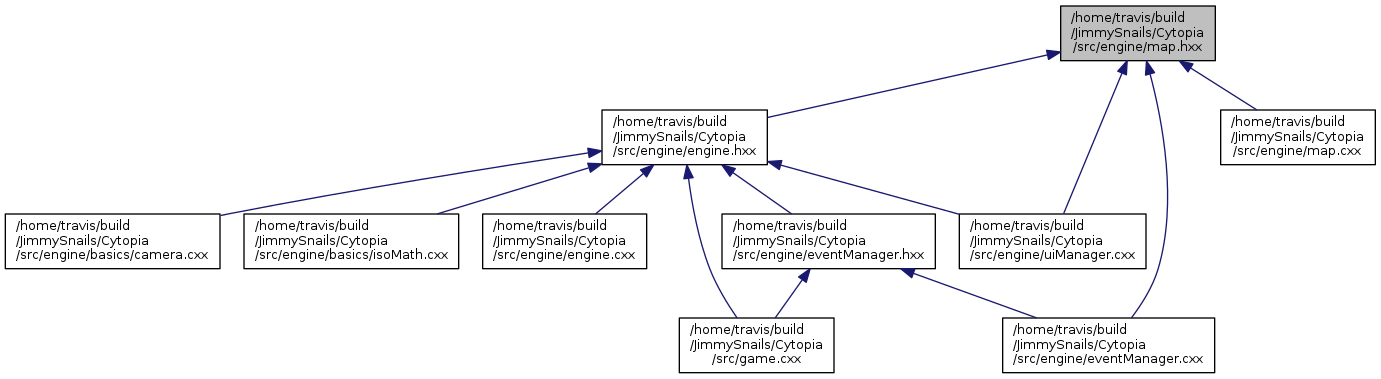 /home/travis/build
/JimmySnails/Cytopia
/src/engine/map.hxx
/home/travis/build
/JimmySnails/Cytopia
/src/engine/engine.hxx
/home/travis/build
/JimmySnails/Cytopia
/src/engine/map.cxx
/home/travis/build
/JimmySnails/Cytopia
/src/engine/basics/camera.cxx
/home/travis/build
/JimmySnails/Cytopia
/src/engine/basics/isoMath.cxx
/home/travis/build
/JimmySnails/Cytopia
/src/engine/engine.cxx
/home/travis/build
/JimmySnails/Cytopia
/src/engine/eventManager.hxx
/home/travis/build
/JimmySnails/Cytopia
/src/engine/uiManager.cxx
/home/travis/build
/JimmySnails/Cytopia
/src/game.cxx
/home/travis/build
/JimmySnails/Cytopia
/src/engine/eventManager.cxx